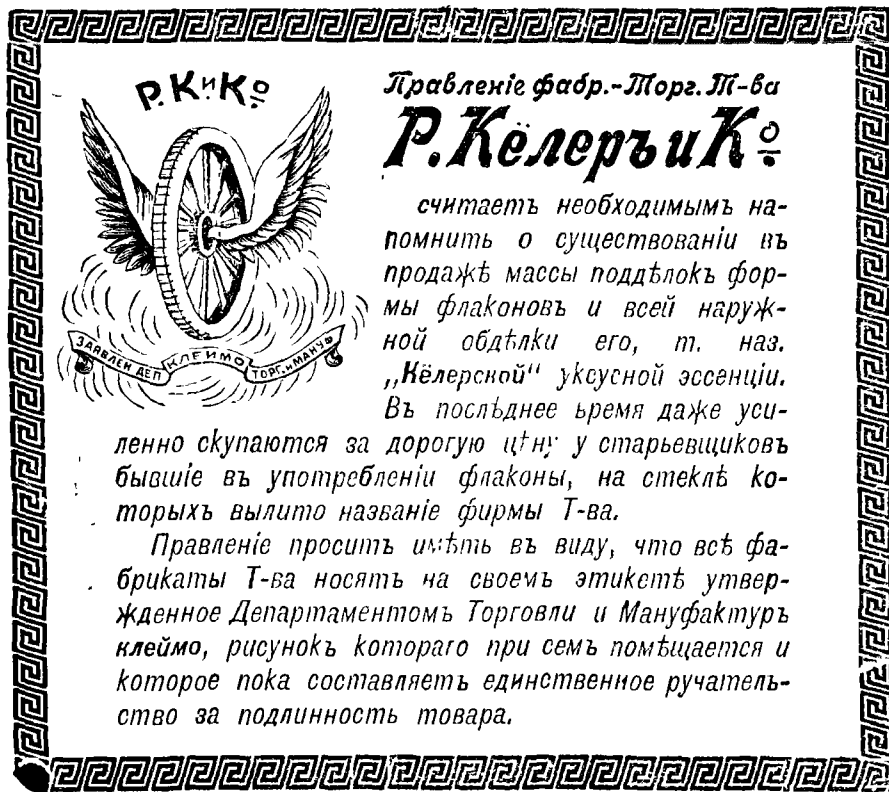 Р. К и Ко
ЗАЯВЛЕН. ДЕП. КЛЕЙМО ТОРГ. и МАНУФ
Правленіе фабр.-Торг. Т-ва
Р. Кёлеръ и Ко
считаетъ необходимымъ на-
помнить о существованіи въ
продажѣ массы поддѣлокъ фор-
мы флаконовъ и всей наруж-
ной обдѣлки его, т. наз.
„Кёлерской“ уксусной эссенціи.
Въ послѣднее время даже уси-
ленно скупаются за дорогую цѣну у старьевщиковъ
бывшіе въ употребленіи флаконы, на стеклѣ ко-
торыхъ вылито названіе фирмы Т-ва.
Правленіе проситъ имѣть въ виду, что всѣ фа-
брикаты Т-ва носятъ на своемъ этикетѣ утвер-
жденное Департаментомъ Торговли и Мануфактуръ
клеймо, рисунокъ котораго при семъ помѣщается и
которое пока составляетъ единственное ручатель-
ство за подлинность товара.